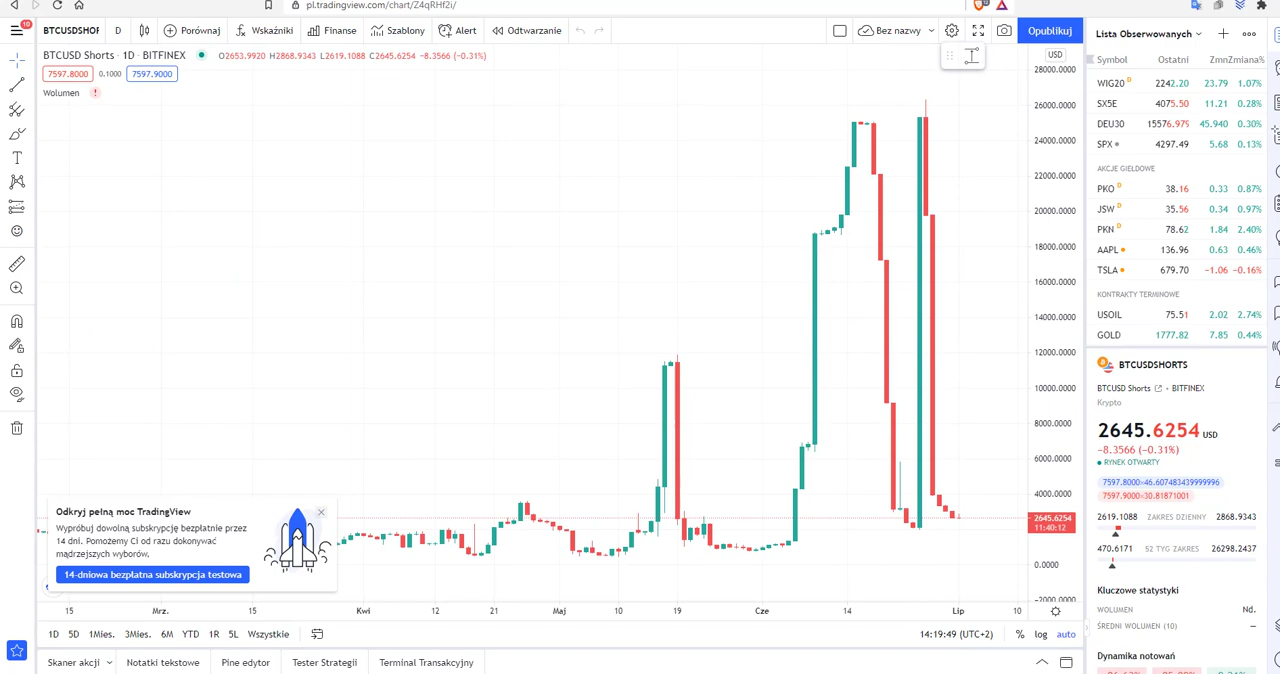 pl.tradingview.com/chart/Z4qRHf2i/
10
BTCUSDSHOR
D
Porównaj
Wskaźniki
Finanse
Szablony
Alert
Odtwarzanie
Bez nazwy
Opublikuj
BTCUSD Shorts · 1D · BITFINEX
O2653.9920 H2868.9343 L2619.1088 C2645.6254 −8.3566 (−0.31%)
7597.8000 0.1000 7597.9000
Wolumen !
USD
28000.0000
26000.0000
24000.0000
22000.0000
20000.0000
18000.0000
16000.0000
14000.0000
12000.0000
10000.0000
8000.0000
6000.0000
4000.0000
2645.6254
11:40:12
0.0000
−2000.0000
Odkryj pełną moc TradingView
Wypróbuj dowolną subskrypcję bezpłatnie przez
14 dni. Pomożemy Ci od razu dokonywać
mądrzejszych wyborów.
14-dniowa bezpłatna subskrypcja testowa
15 Mrz. 15 Kwi 12 21 Maj 10 19 Cze 14 Lip 10
1D 5D 1Mies. 3Mies. 6M YTD 1R 5L Wszystkie
14:19:49 (UTC+2) % log auto
Skaner akcji Notatki tekstowe Pine edytor Tester Strategii Terminal Transakcyjny
Lista Obserwowanych
Symbol Ostatni Zmn Zmiana%
WIG20 D 2242.20 23.79 1.07%
SX5E 4075.50 11.21 0.28%
DEU30 15576.979 45.940 0.30%
SPX 4297.49 5.68 0.13%
AKCJE GIEŁDOWE
PKO D 38.16 0.33 0.87%
JSW D 35.56 0.34 0.97%
PKN D 78.62 1.84 2.40%
AAPL 136.96 0.63 0.46%
TSLA 679.70 −1.06 −0.16%
KONTRAKTY TERMINOWE
USOIL 75.51 2.02 2.74%
GOLD 1777.82 7.85 0.44%
BTCUSDSHORTS
BTCUSD Shorts · BITFINEX
Krypto
2645.6254 USD
−8.3566 (−0.31%)
RYNEK OTWARTY
7597.8000×46.607483439999996
7597.9000×30.81871001
2619.1088 ZAKRES DZIENNY 2868.9343
470.6171 52 TYG ZAKRES 26298.2437
Kluczowe statystyki
WOLUMEN Nd.
ŚREDNI WOLUMEN (10) —
Dynamika notowań